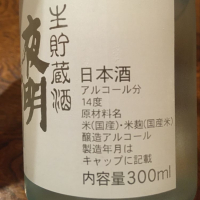 生貯蔵酒
夜明
日本酒
アルコール分
14度
原材料名
米(国産)・米麹(国産米)
醸造アルコール
製造年月は
キャップに記載
内容量300ml